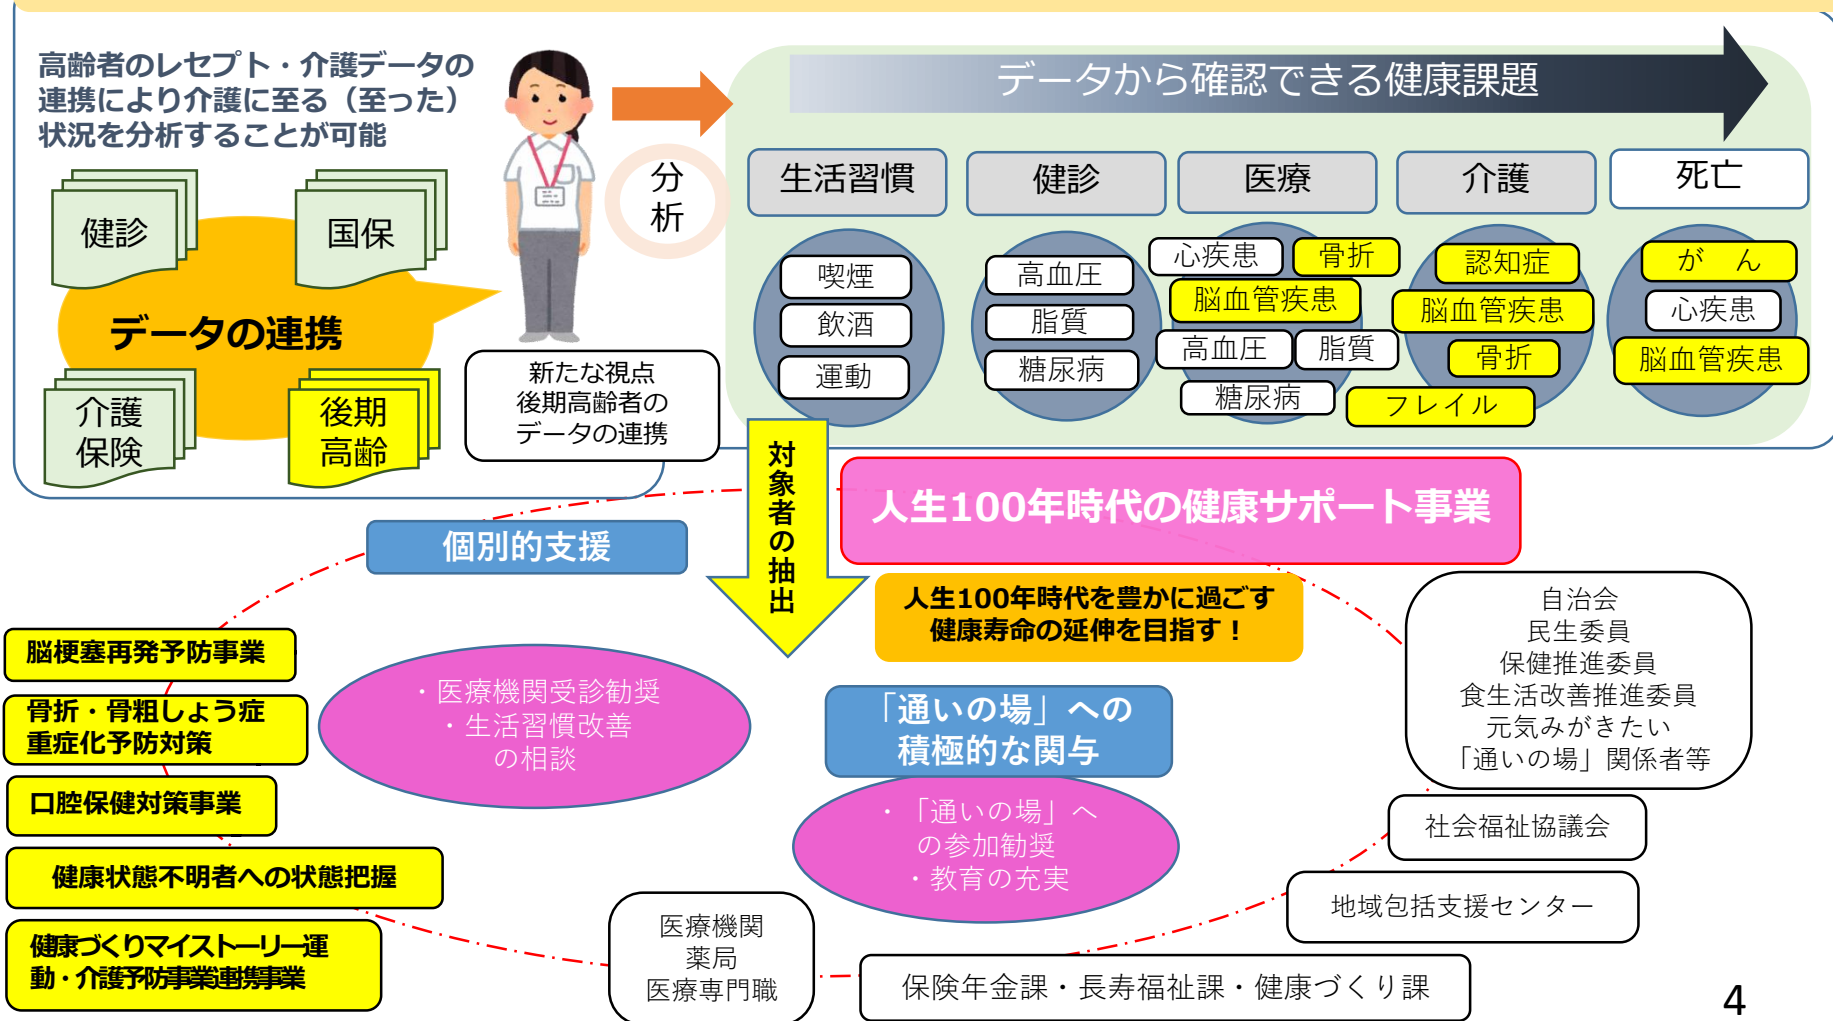 高齢者のレセプト・介護データの
連携により介護に至る（至った）
状況を分析することが可能
健診
国保
データの連携
介護
保険
後期
高齢
新たな視点
後期高齢者の
データの連携
分
析
データから確認できる健康課題
生活習慣
健診
医療
介護
死亡
喫煙
飲酒
運動
高血圧
脂質
糖尿病
心疾患
骨折
脳血管疾患
高血圧
脂質
糖尿病
認知症
脳血管疾患
骨折
フレイル
がん
心疾患
脳血管疾患
対象者の抽出
人生100年時代の健康サポート事業
人生100年時代を豊かに過ごす
健康寿命の延伸を目指す！
個別的支援
・医療機関受診勧奨
・生活習慣改善
の相談
脳梗塞再発予防事業
骨折・骨粗しょう症
重症化予防対策
口腔保健対策事業
健康状態不明者への状態把握
健康づくりマイストーリー運
動・介護予防事業連携事業
「通いの場」への
積極的な関与
・「通いの場」へ
の参加勧奨
・教育の充実
自治会
民生委員
保健推進委員
食生活改善推進委員
元気みがきたい
「通いの場」関係者等
社会福祉協議会
地域包括支援センター
医療機関
薬局
医療専門職
保険年金課・長寿福祉課・健康づくり課
4